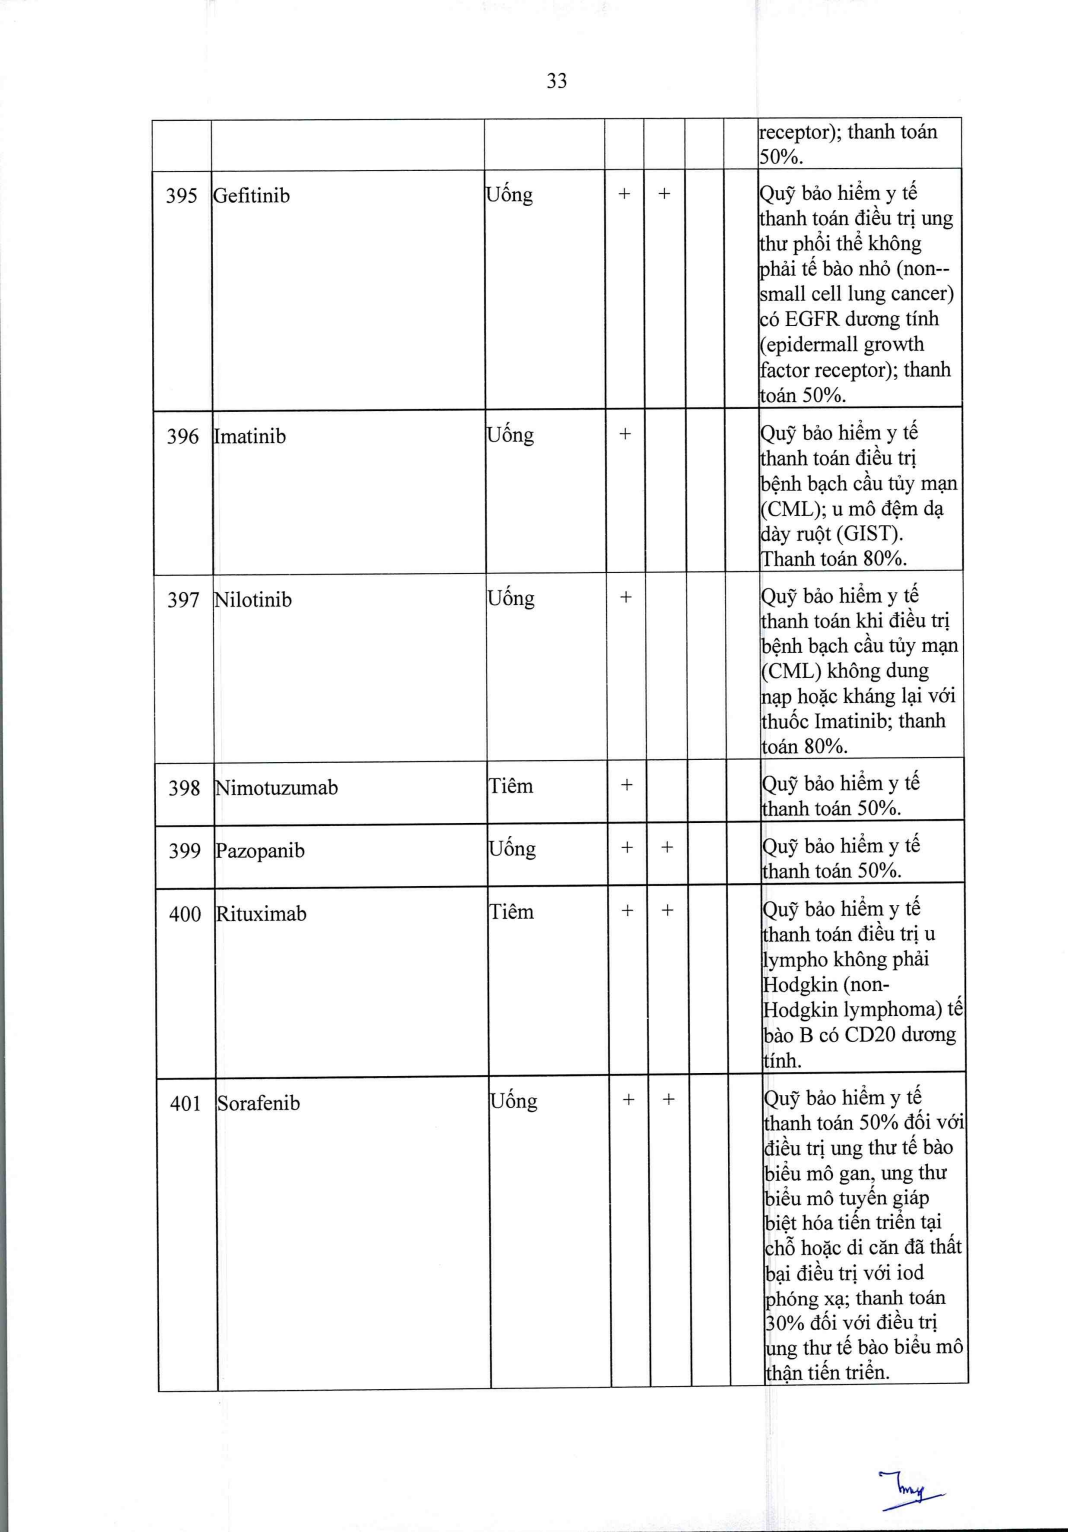 33
receptor); thanh toán
50%.
395 Gefitinib Uống + + Quỹ bảo hiểm y tế
thanh toán điều trị ung
thư phổi thể không
phải tế bào nhỏ (non--
small cell lung cancer)
có EGFR dương tính
(epidermall growth
factor receptor); thanh
toán 50%.
396 Imatinib Uống + Quỹ bảo hiểm y tế
thanh toán điều trị
bệnh bạch cầu tủy mạn
(CML); u mô đệm dạ
dày ruột (GIST).
Thanh toán 80%.
397 Nilotinib Uống + Quỹ bảo hiểm y tế
thanh toán khi điều trị
bệnh bạch cầu tủy mạn
(CML) không dung
nạp hoặc kháng lại với
thuốc Imatinib; thanh
toán 80%.
398 Nimotuzumab Tiêm + Quỹ bảo hiểm y tế
thanh toán 50%.
399 Pazopanib Uống + + Quỹ bảo hiểm y tế
thanh toán 50%.
400 Rituximab Tiêm + + Quỹ bảo hiểm y tế
thanh toán điều trị u
lympho không phải
Hodgkin (non-
Hodgkin lymphoma) tế
bào B có CD20 dương
tính.
401 Sorafenib Uống + + Quỹ bảo hiểm y tế
thanh toán 50% đối với
điều trị ung thư tế bào
biểu mô gan, ung thư
biểu mô tuyến giáp
biệt hóa tiến triển tại
chỗ hoặc di căn đã thất
bại điều trị với iod
phóng xạ; thanh toán
30% đối với điều trị
ung thư tế bào biểu mô
thận tiến triển.